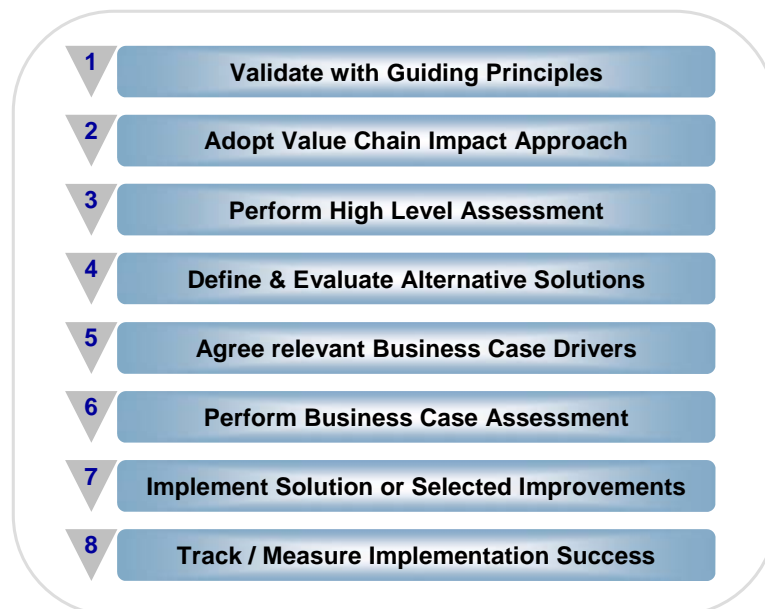 1 Validate with Guiding Principles
2 Adopt Value Chain Impact Approach
3 Perform High Level Assessment
4 Define & Evaluate Alternative Solutions
5 Agree relevant Business Case Drivers
6 Perform Business Case Assessment
7 Implement Solution or Selected Improvements
8 Track / Measure Implementation Success